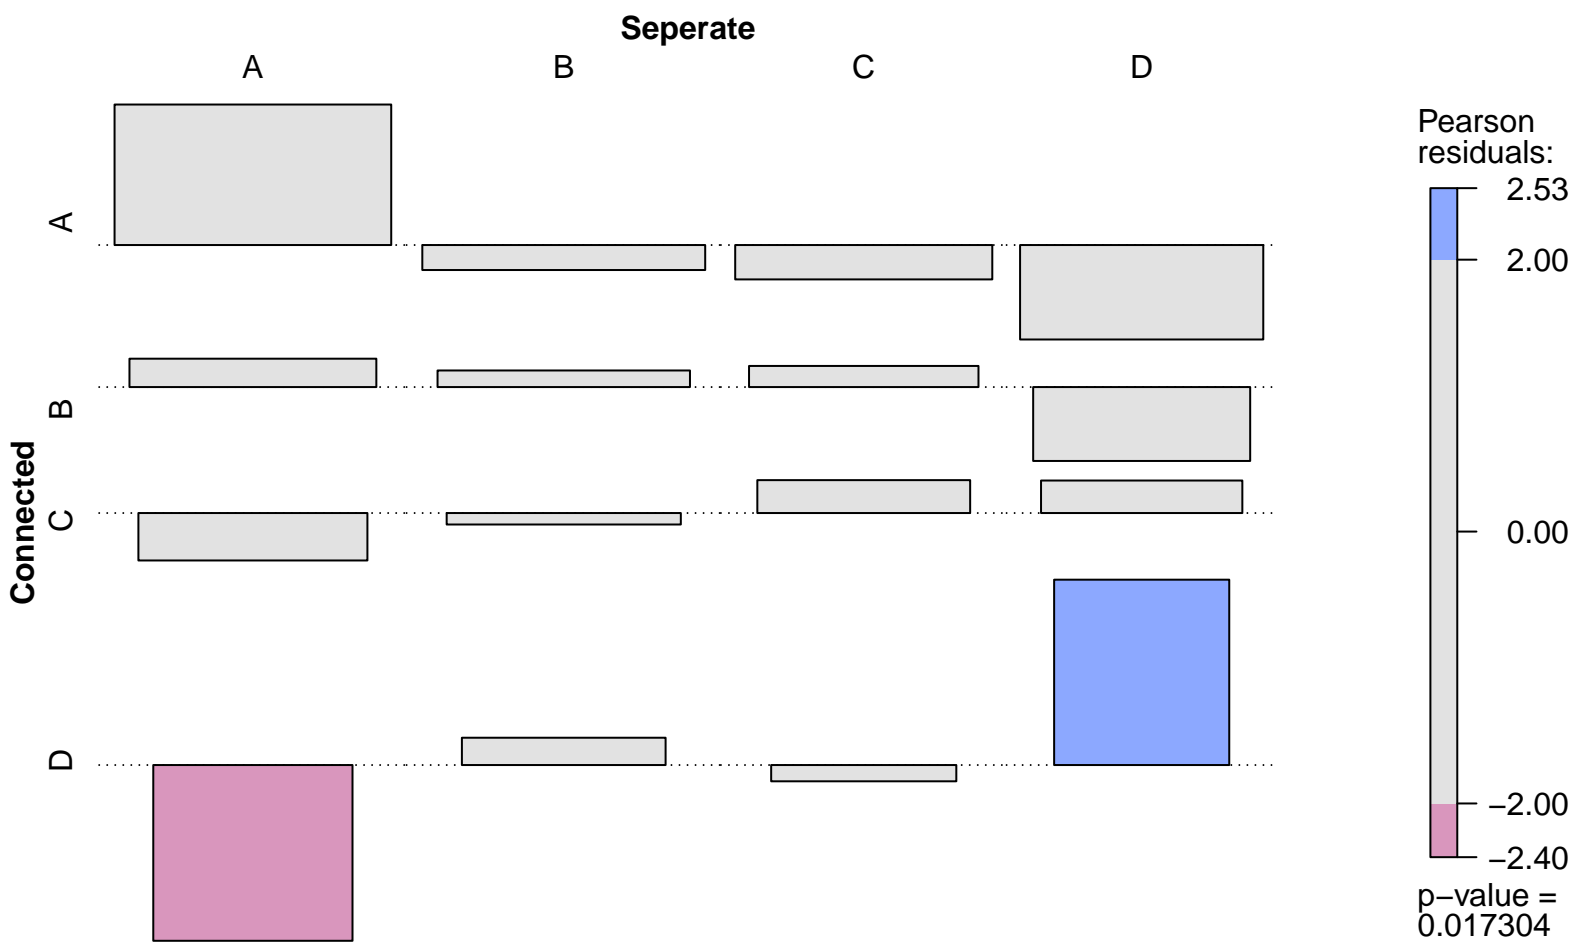 Seperate
A B C D
A
B
C
D
Connected
Pearson
residuals:
2.53
2.00
0.00
−2.00
−2.40
p−value =
0.017304